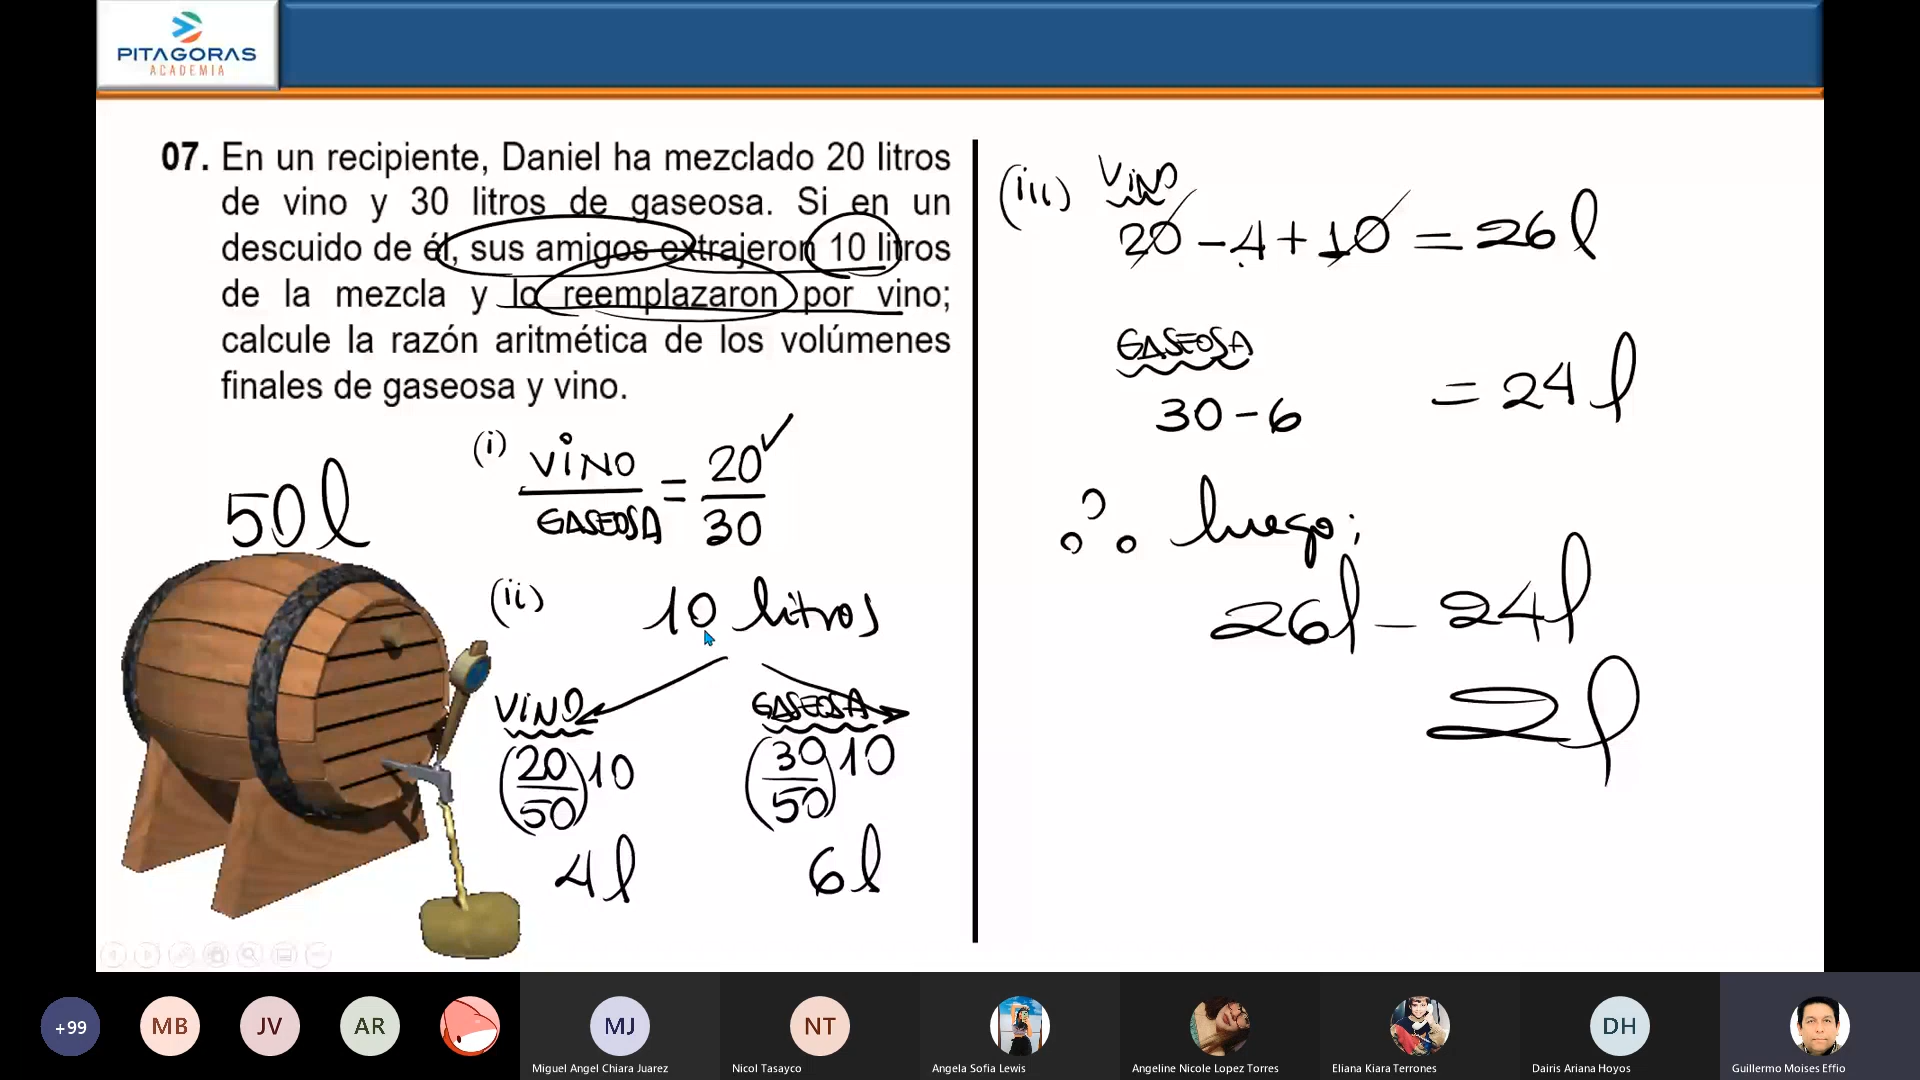 PITAGORAS
ACADEMIA
07. En un recipiente, Daniel ha mezclado 20 litros
de vino y 30 litros de gaseosa. Si en un
descuido de él, sus amigos extrajeron 10 litros
de la mezcla y lo reemplazaron por vino;
calcule la razón aritmética de los volúmenes
finales de gaseosa y vino.
50l
(i) VINO / GASEOSA = 20 / 30
(ii) 10 litros
VINO
(20/50)10
4l
GASEOSA
(30/50)10
6l
(iii) VINO
20 - 4 + 10 = 26l
GASEOSA
30 - 6 = 24l
∴ luego;
26l - 24l
2l
+99
MB
JV
AR
MJ
Miguel Angel Chiara Juarez
NT
Nicol Tasayco
Angela Sofia Lewis
Angeline Nicole Lopez Torres
Eliana Kiara Terrones
DH
Dairis Ariana Hoyos
Guillermo Moises Effio